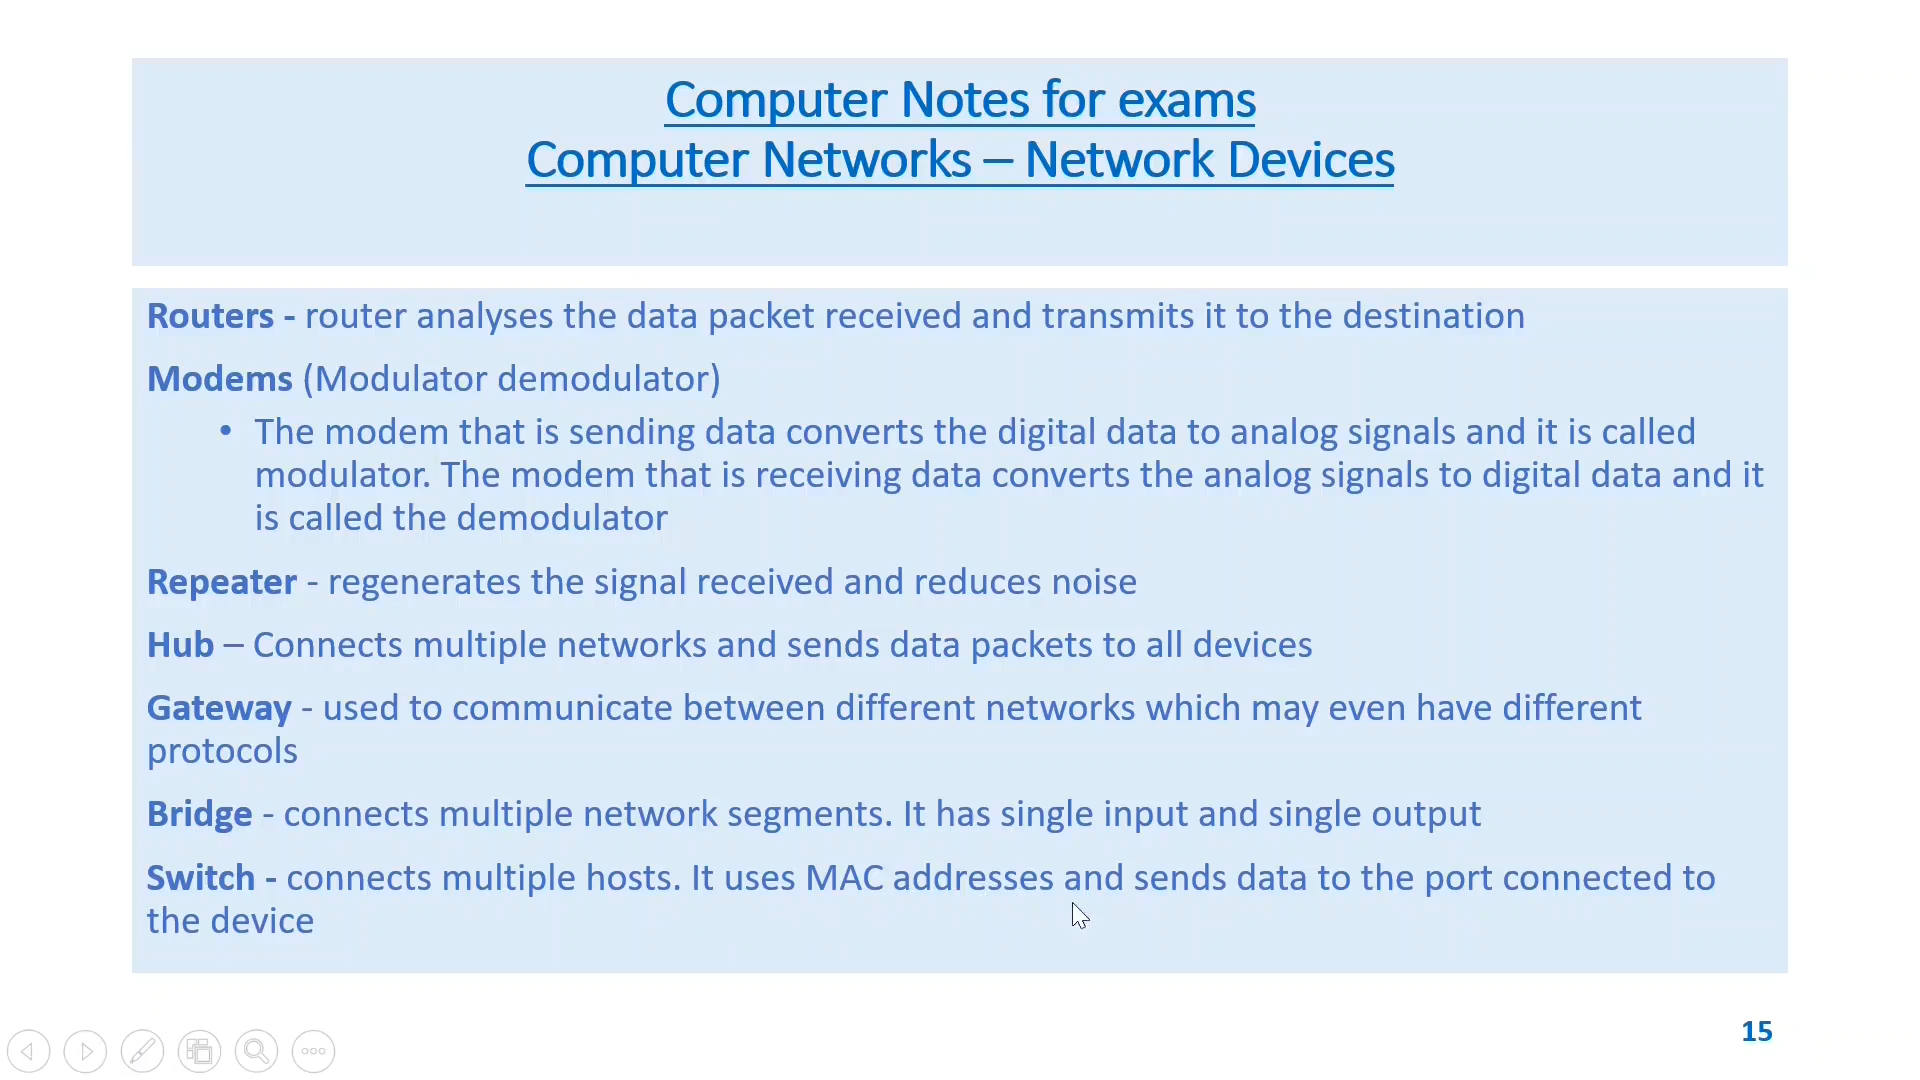 Computer Notes for exams
Computer Networks – Network Devices
Routers - router analyses the data packet received and transmits it to the destination
Modems (Modulator demodulator)
• The modem that is sending data converts the digital data to analog signals and it is called
modulator. The modem that is receiving data converts the analog signals to digital data and it
is called the demodulator
Repeater - regenerates the signal received and reduces noise
Hub – Connects multiple networks and sends data packets to all devices
Gateway - used to communicate between different networks which may even have different
protocols
Bridge - connects multiple network segments. It has single input and single output
Switch - connects multiple hosts. It uses MAC addresses and sends data to the port connected to
the device
15